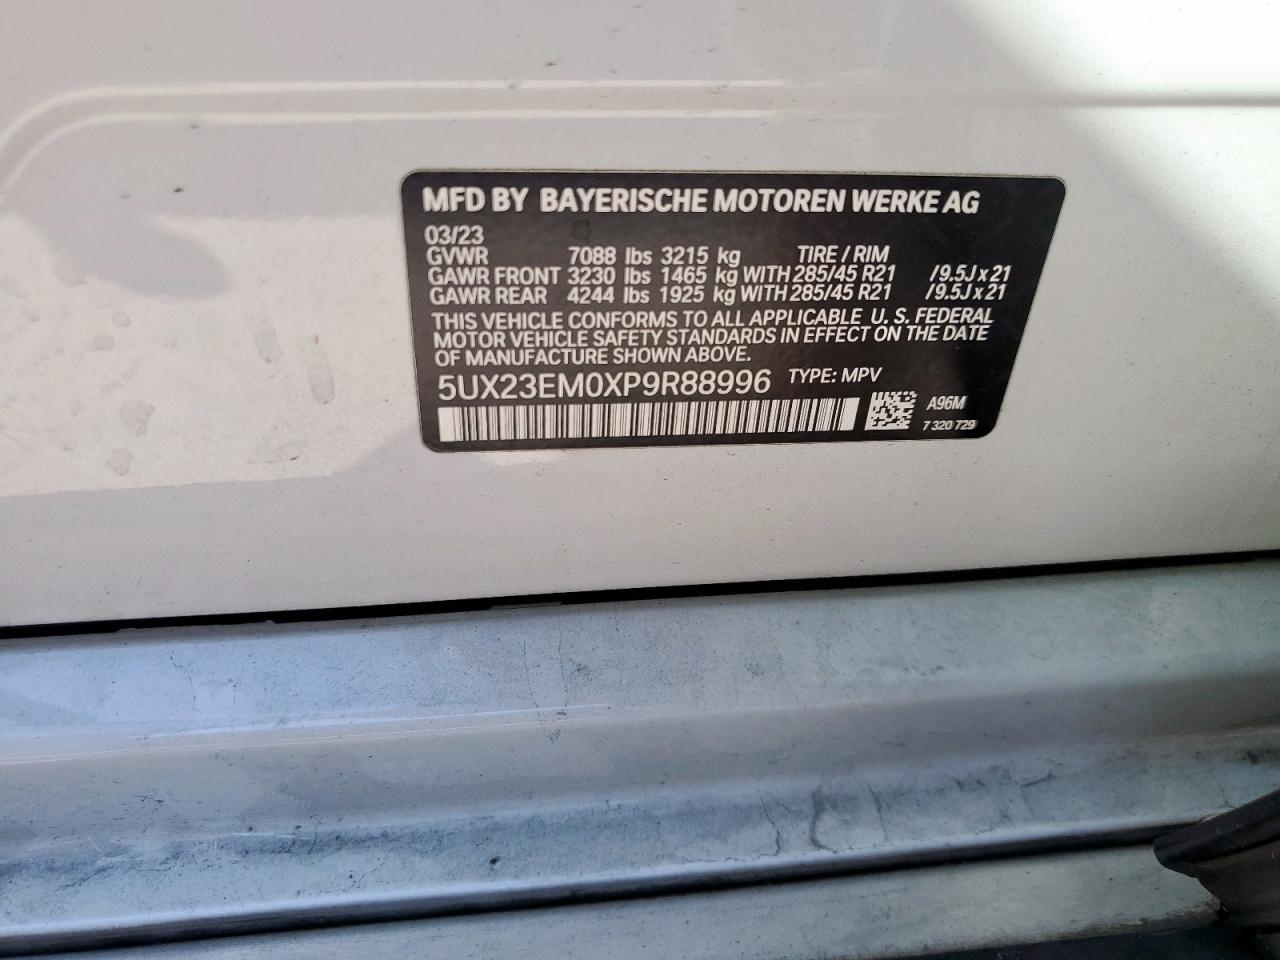 MFD BY BAYERISCHE MOTOREN WERKE AG
03/23
GVWR 7088 lbs 3215 kg TIRE / RIM
GAWR FRONT 3230 lbs 1465 kg WITH 285/45 R21 /9.5J x 21
GAWR REAR 4244 lbs 1925 kg WITH 285/45 R21 /9.5J x 21
THIS VEHICLE CONFORMS TO ALL APPLICABLE U. S. FEDERAL
MOTOR VEHICLE SAFETY STANDARDS IN EFFECT ON THE DATE
OF MANUFACTURE SHOWN ABOVE.
5UX23EM0XP9R88996 TYPE: MPV
A96M
7 320 729